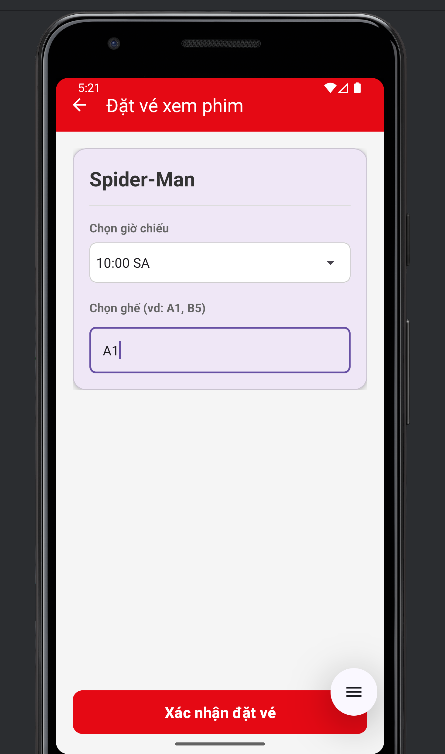 5:21
Đặt vé xem phim
Spider-Man
Chọn giờ chiếu
10:00 SA
Chọn ghế (vd: A1, B5)
A1
Xác nhận đặt vé